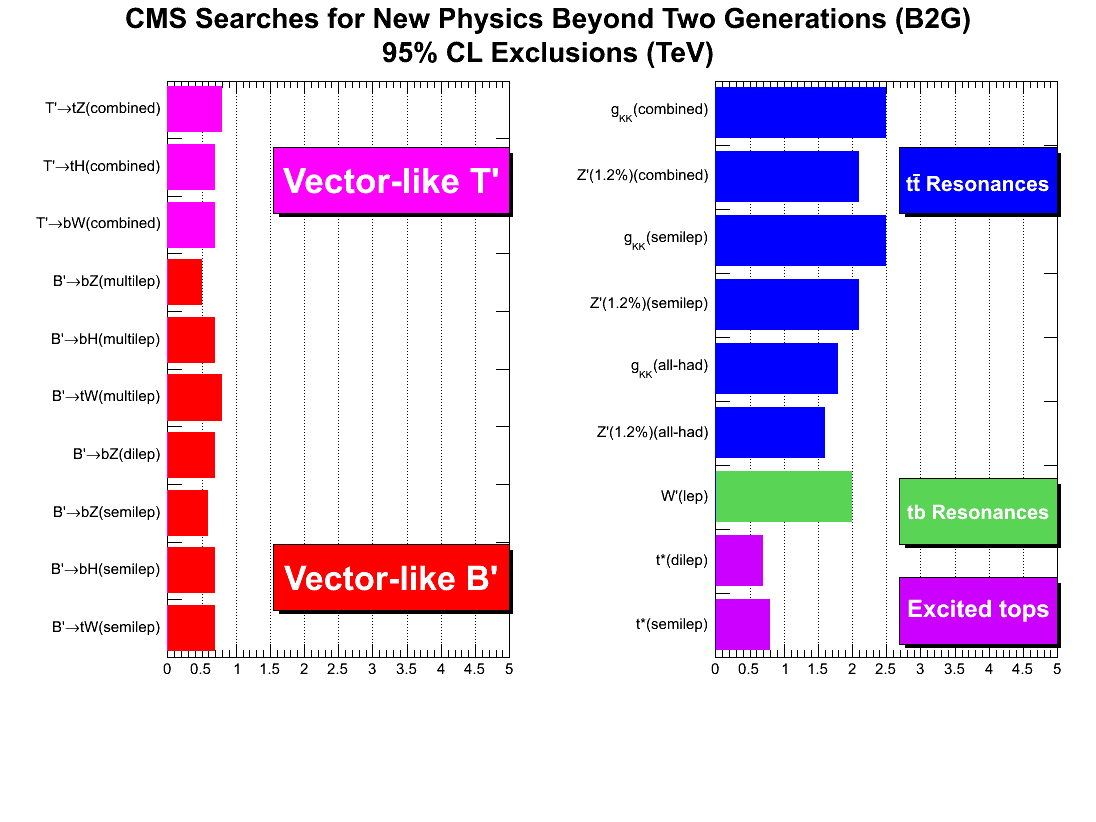 CMS Searches for New Physics Beyond Two Generations (B2G)
95% CL Exclusions (TeV)
T'→tZ(combined)
T'→tH(combined)
T'→bW(combined)
B'→bZ(multilep)
B'→bH(multilep)
B'→tW(multilep)
B'→bZ(dilep)
B'→bZ(semilep)
B'→bH(semilep)
B'→tW(semilep)
Vector-like T'
Vector-like B'
0 0.5 1 1.5 2 2.5 3 3.5 4 4.5 5
gKK(combined)
Z'(1.2%)(combined)
gKK(semilep)
Z'(1.2%)(semilep)
gKK(all-had)
Z'(1.2%)(all-had)
W'(lep)
t*(dilep)
t*(semilep)
tt̄ Resonances
tb Resonances
Excited tops
0 0.5 1 1.5 2 2.5 3 3.5 4 4.5 5